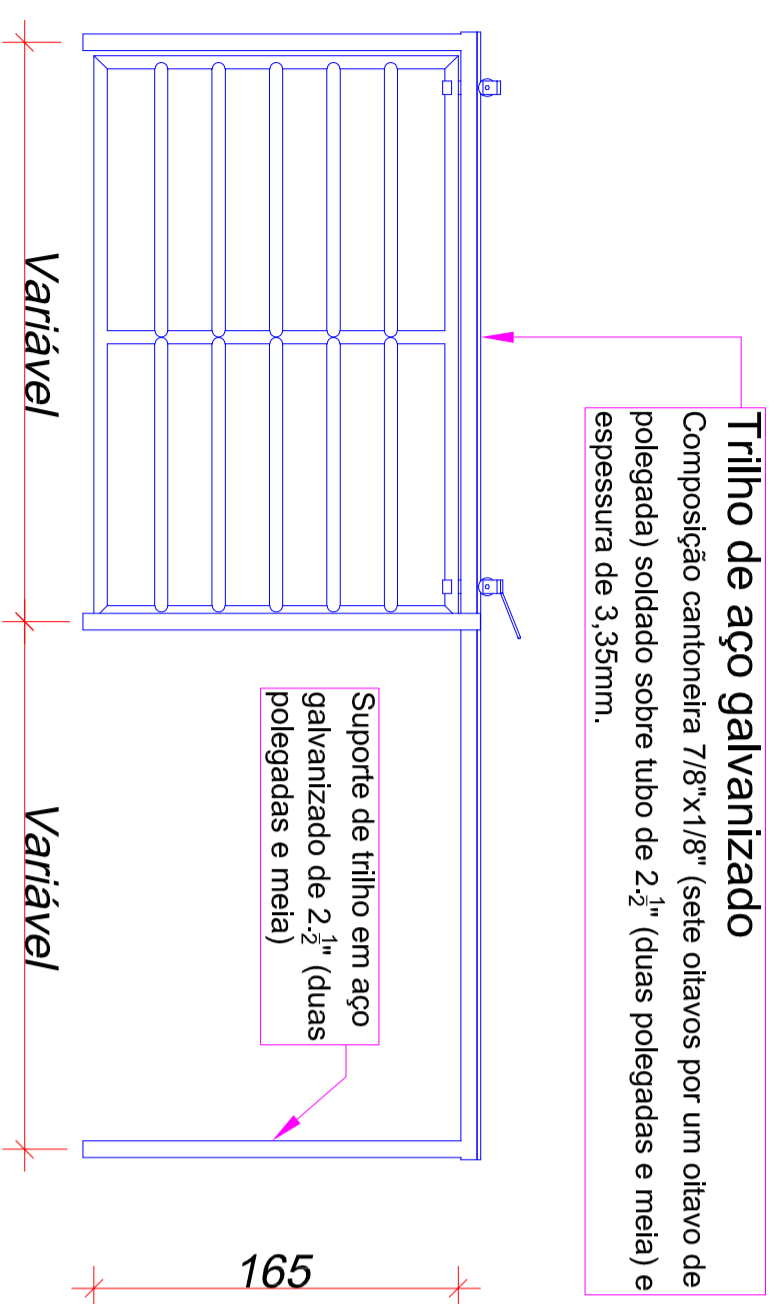 Trilho de aço galvanizado
Composição cantoneira 7/8"x1/8" (sete oitavos por um oitavo de
polegada) soldado sobre tubo de 2.½" (duas polegadas e meia) e
espessura de 3,35mm.
Suporte de trilho em aço
galvanizado de 2.½" (duas
polegadas e meia)
Variável
Variável
165